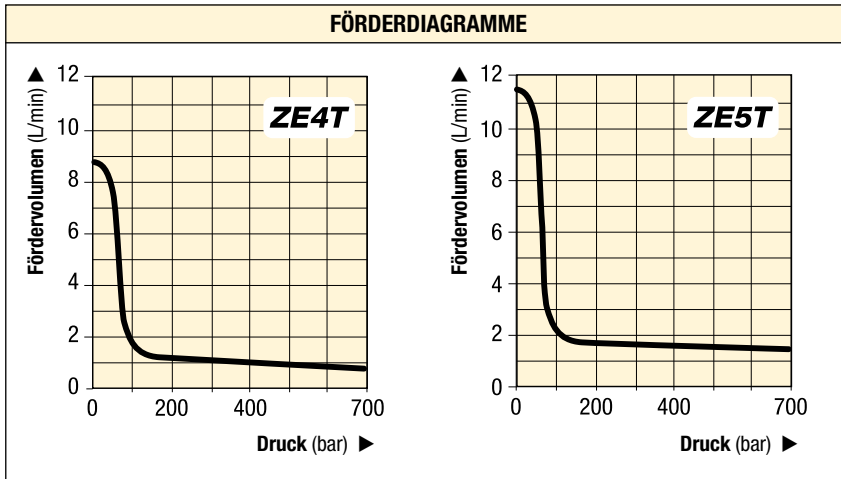 FÖRDERDIAGRAMME
Fördervolumen (L/min) ▶
12
10
8
6
4
2
0
ZE4T
0 200 400 700
Druck (bar) ▶
Fördervolumen (L/min) ▶
12
10
8
6
4
2
0
ZE5T
0 200 400 700
Druck (bar) ▶